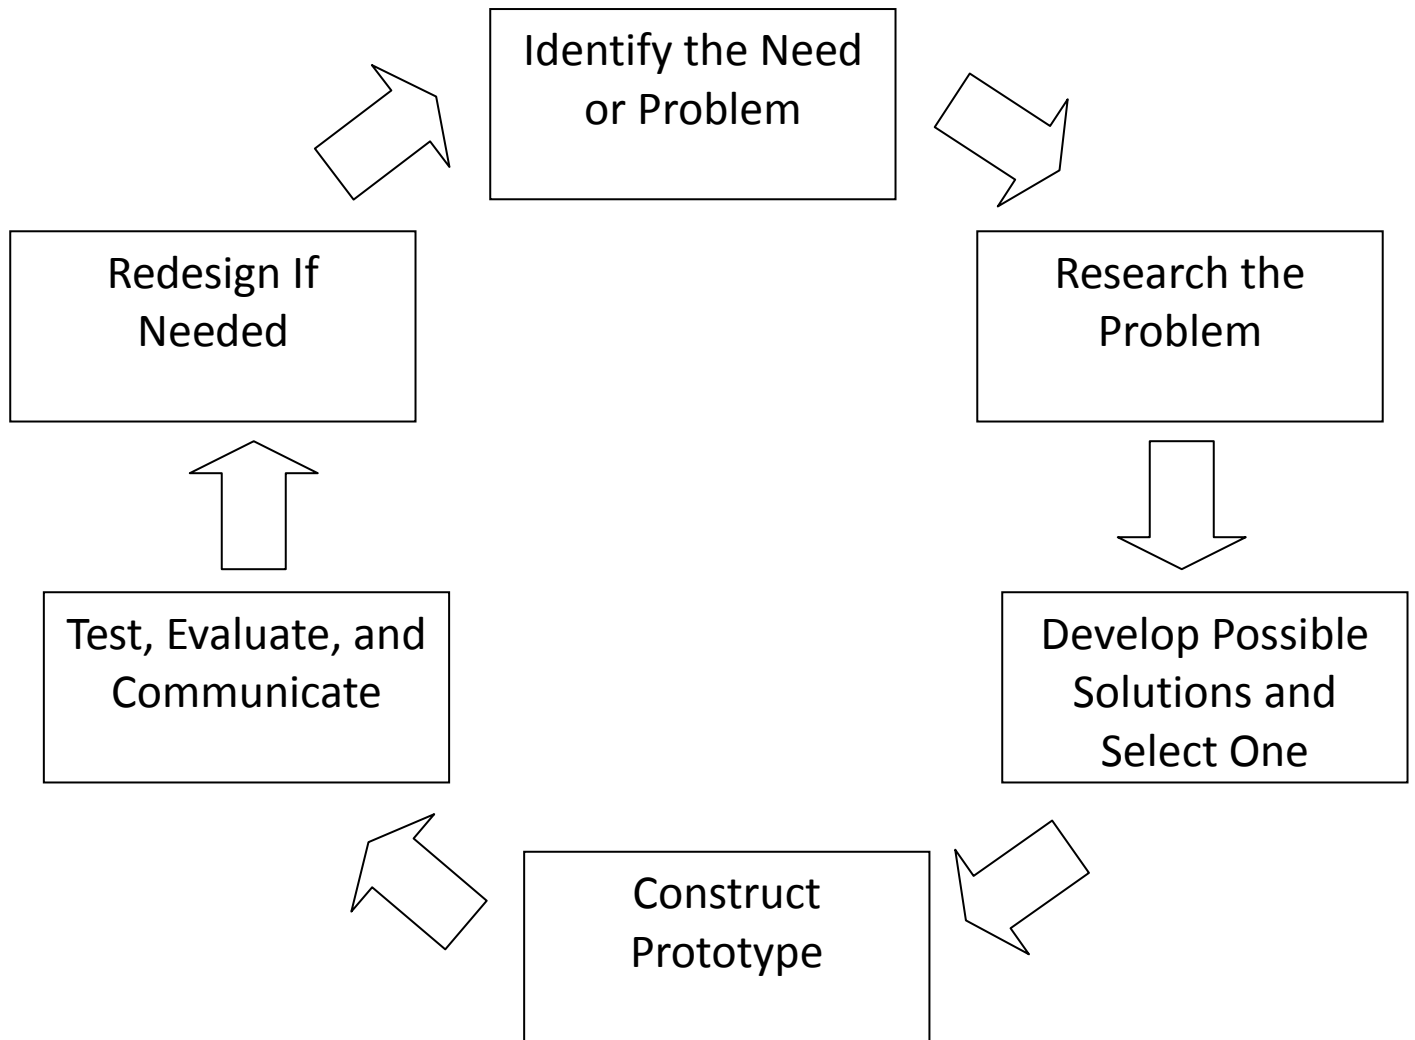 Identify the Need
or Problem
Research the
Problem
Develop Possible
Solutions and
Select One
Construct
Prototype
Test, Evaluate, and
Communicate
Redesign If
Needed